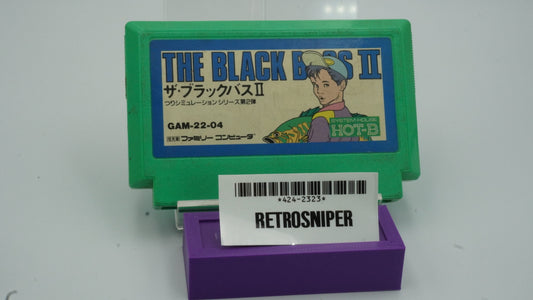 THE BLACK BASS II
ザ・ブラックバスII
つりシミュレーションシリーズ第2弾
GAM-22-04
ファミリー コンピュータ
SYSTEM HOUSE
HOT-B
*424-2323*
RETROSNIPER